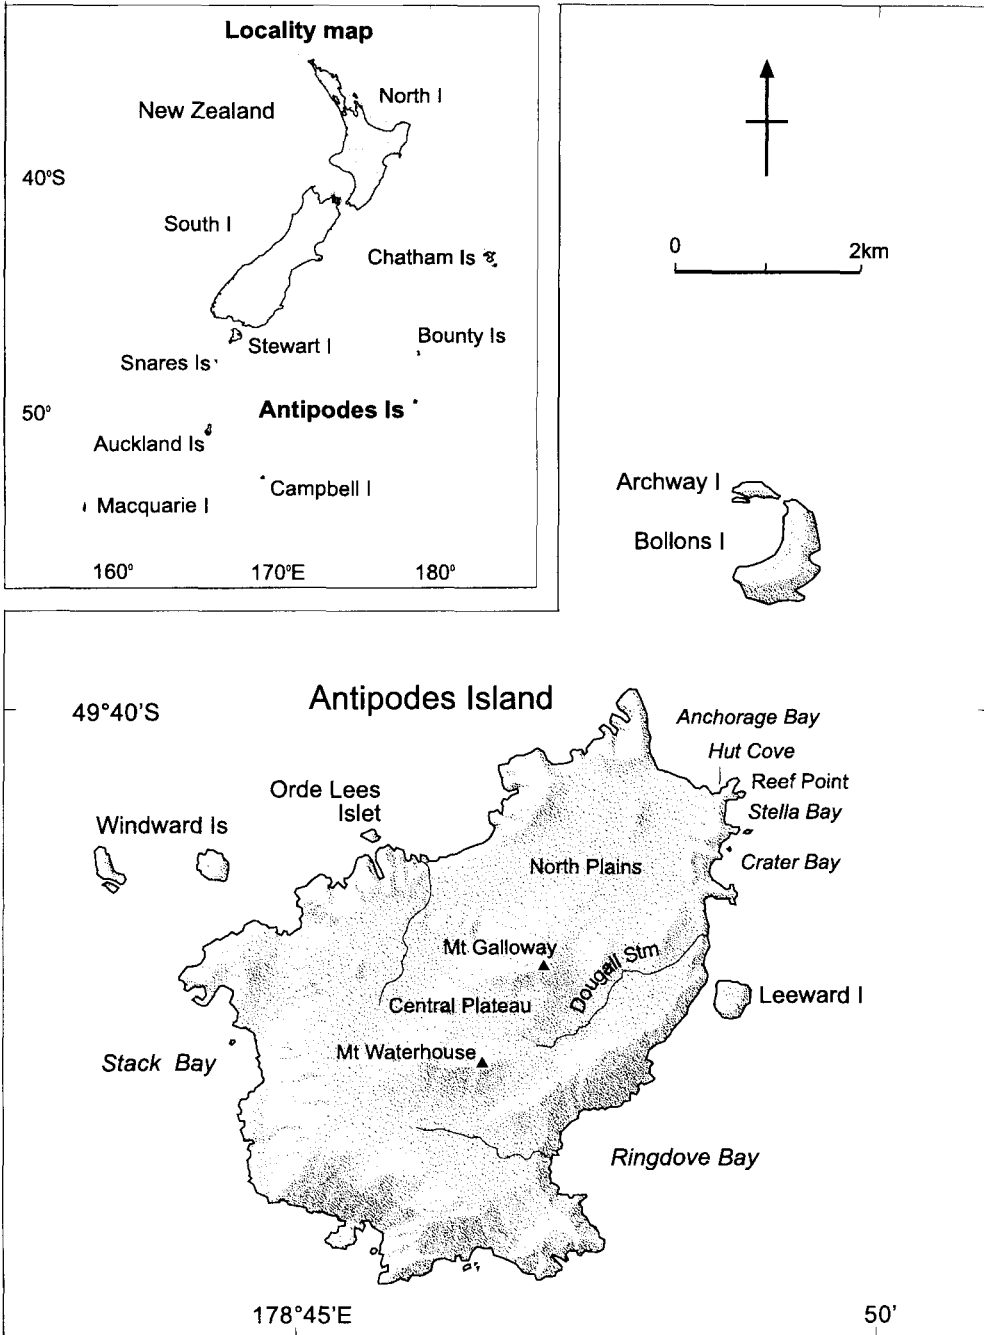 Locality map
New Zealand
North I
40°S
South I
Chatham Is
Stewart I
Bounty Is
Snares Is
50°
Antipodes Is
Auckland Is
Campbell I
Macquarie I
160°
170°E
180°
0
2km
Archway I
Bollons I
Antipodes Island
49°40'S
Anchorage Bay
Hut Cove
Reef Point
Stella Bay
Crater Bay
Orde Lees
Islet
Windward Is
North Plains
Mt Galloway
Dougall Stm
Central Plateau
Leeward I
Mt Waterhouse
Stack Bay
Ringdove Bay
178°45'E
50'